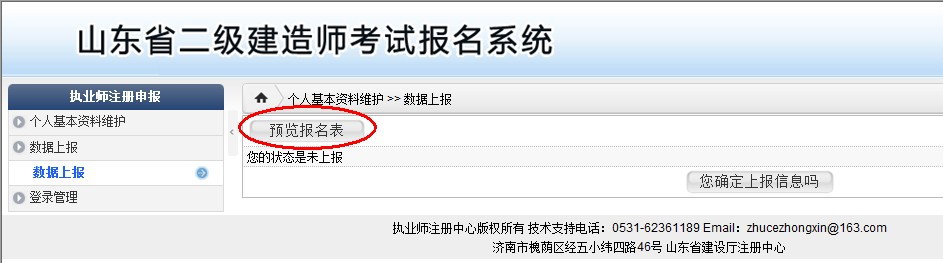 山东省二级建造师考试报名系统
执业师注册申报
个人基本资料维护
数据上报
数据上报
登录管理
个人基本资料维护 >> 数据上报
预览报名表
您的状态是未上报
您确定上报信息吗
执业师注册中心版权所有 技术支持电话：0531-62361189 Email：zhucezhongxin@163.com
济南市槐荫区经五小纬四路46号 山东省建设厅注册中心